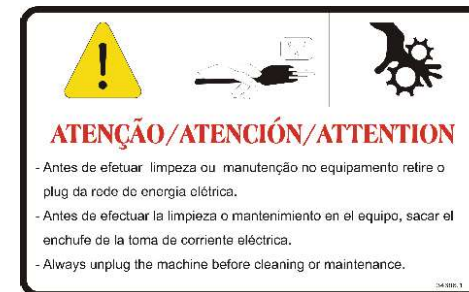 ATENÇÃO/ATENCIÓN/ATTENTION
- Antes de efetuar limpeza ou manutenção no equipamento retire o
plug da rede de energia elétrica.
- Antes de efectuar la limpieza o mantenimiento en el equipo, sacar el
enchufe de la toma de corriente eléctrica.
- Always unplug the machine before cleaning or maintenance.